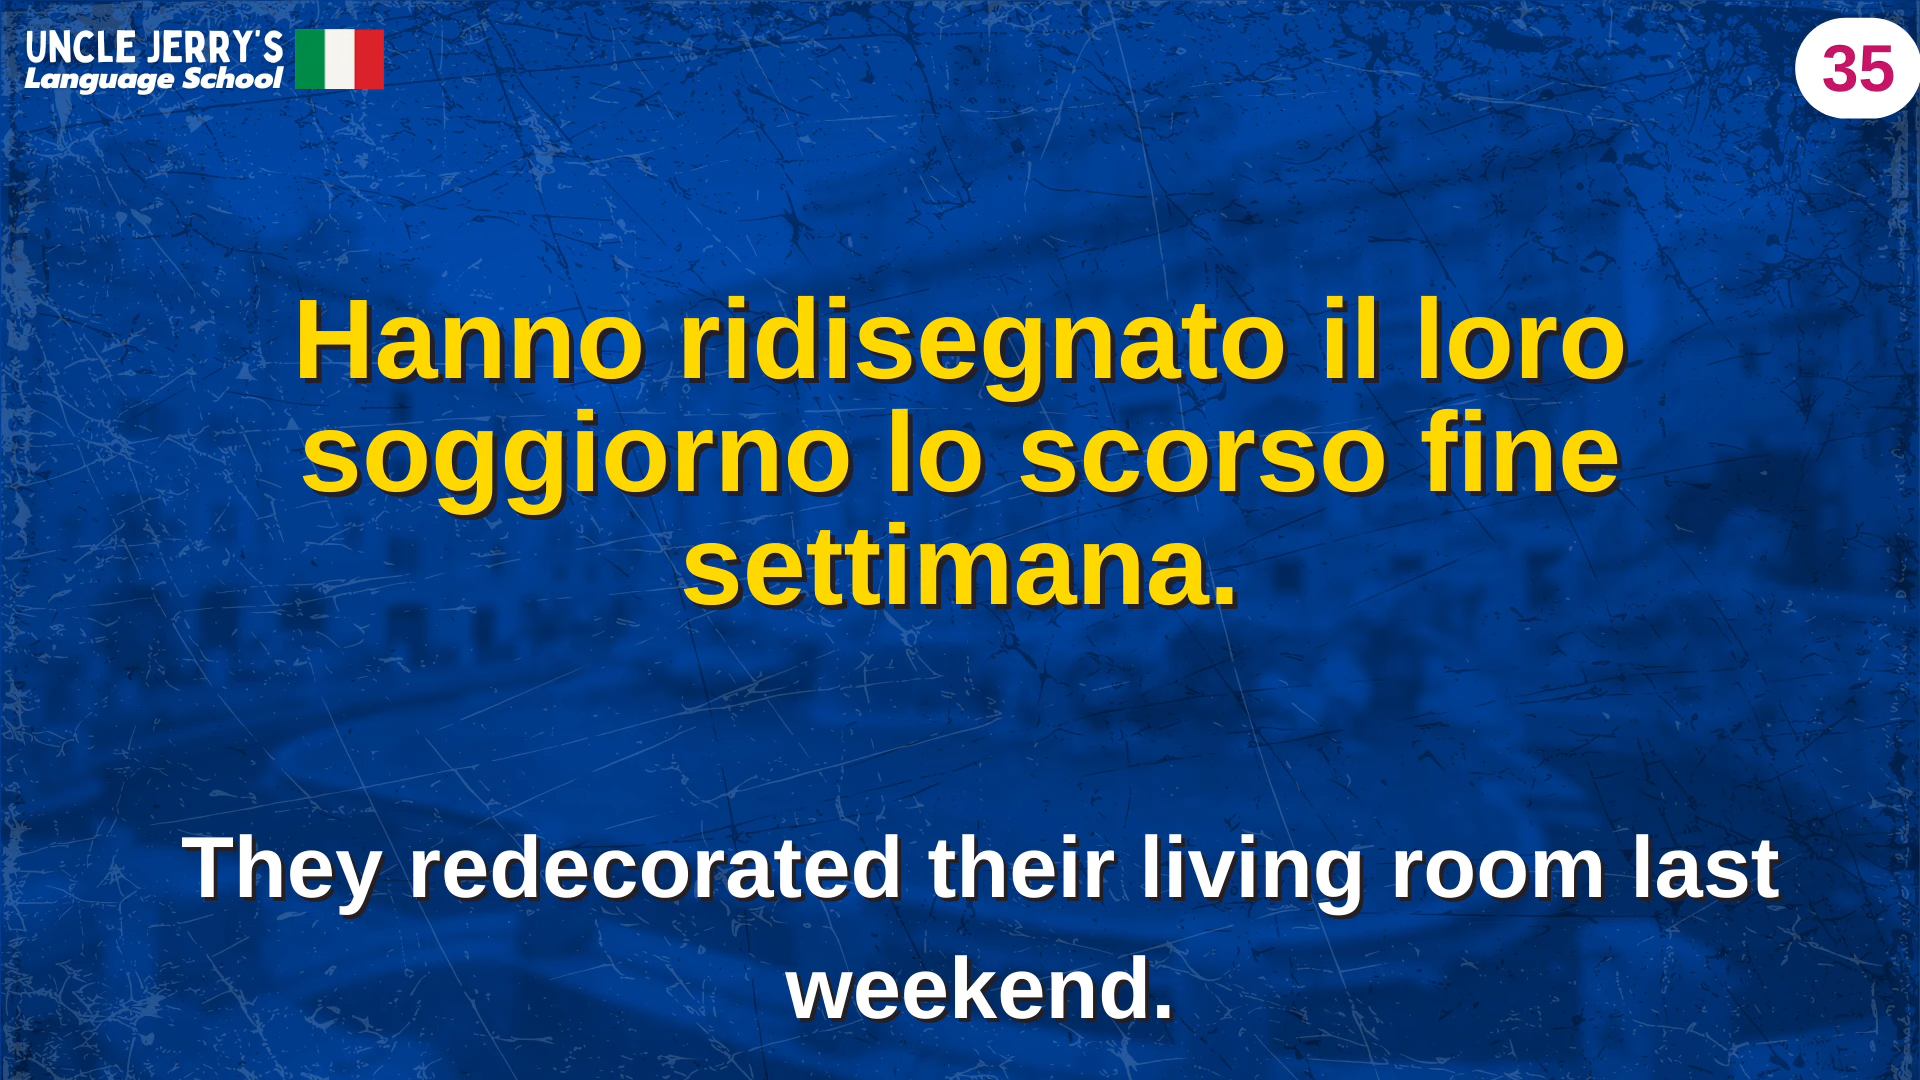 UNCLE JERRY'S
Language School
35
Hanno ridisegnato il loro
soggiorno lo scorso fine
settimana.
They redecorated their living room last
weekend.